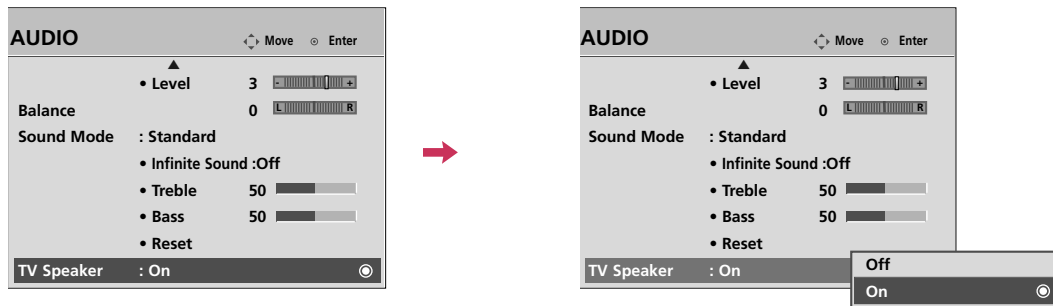 AUDIO Move Enter
• Level 3 - +
Balance 0 L R
Sound Mode : Standard
• Infinite Sound :Off
• Treble 50
• Bass 50
• Reset
TV Speaker : On
AUDIO Move Enter
• Level 3 - +
Balance 0 L R
Sound Mode : Standard
• Infinite Sound :Off
• Treble 50
• Bass 50
• Reset
TV Speaker : On
Off
On